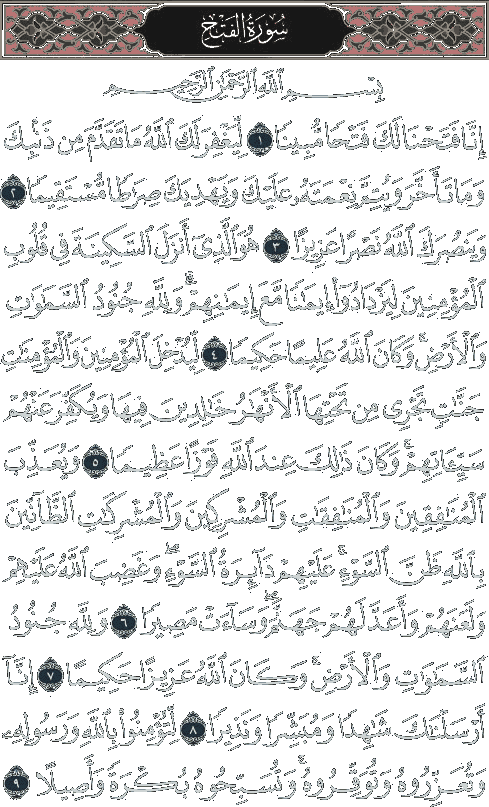 سُورَةُ الفَتْحِ
بِسْمِ ٱللَّهِ ٱلرَّحْمَٰنِ ٱلرَّحِيمِ
إِنَّا فَتَحْنَا لَكَ فَتْحًا مُّبِينًا ١ لِّيَغْفِرَ لَكَ ٱللَّهُ مَا تَقَدَّمَ مِن ذَنۢبِكَ
وَمَا تَأَخَّرَ وَيُتِمَّ نِعْمَتَهُۥ عَلَيْكَ وَيَهْدِيَكَ صِرَٰطًا مُّسْتَقِيمًا ٢
وَيَنصُرَكَ ٱللَّهُ نَصْرًا عَزِيزًا ٣ هُوَ ٱلَّذِىٓ أَنزَلَ ٱلسَّكِينَةَ فِى قُلُوبِ
ٱلْمُؤْمِنِينَ لِيَزْدَادُوٓا۟ إِيمَٰنًا مَّعَ إِيمَٰنِهِمْ ۗ وَلِلَّهِ جُنُودُ ٱلسَّمَٰوَٰتِ
وَٱلْأَرْضِ ۚ وَكَانَ ٱللَّهُ عَلِيمًا حَكِيمًا ٤ لِّيُدْخِلَ ٱلْمُؤْمِنِينَ وَٱلْمُؤْمِنَٰتِ
جَنَّٰتٍ تَجْرِى مِن تَحْتِهَا ٱلْأَنْهَٰرُ خَٰلِدِينَ فِيهَا وَيُكَفِّرَ عَنْهُمْ
سَيِّـَٔاتِهِمْ ۚ وَكَانَ ذَٰلِكَ عِندَ ٱللَّهِ فَوْزًا عَظِيمًا ٥ وَيُعَذِّبَ
ٱلْمُنَٰفِقِينَ وَٱلْمُنَٰفِقَٰتِ وَٱلْمُشْرِكِينَ وَٱلْمُشْرِكَٰتِ ٱلظَّآنِّينَ
بِٱللَّهِ ظَنَّ ٱلسَّوْءِ ۚ عَلَيْهِمْ دَآئِرَةُ ٱلسَّوْءِ ۖ وَغَضِبَ ٱللَّهُ عَلَيْهِمْ
وَلَعَنَهُمْ وَأَعَدَّ لَهُمْ جَهَنَّمَ ۖ وَسَآءَتْ مَصِيرًا ٦ وَلِلَّهِ جُنُودُ
ٱلسَّمَٰوَٰتِ وَٱلْأَرْضِ ۚ وَكَانَ ٱللَّهُ عَزِيزًا حَكِيمًا ٧ إِنَّآ
أَرْسَلْنَٰكَ شَٰهِدًا وَمُبَشِّرًا وَنَذِيرًا ٨ لِّتُؤْمِنُوا۟ بِٱللَّهِ وَرَسُولِهِۦ
وَتُعَزِّرُوهُ وَتُوَقِّرُوهُ ۚ وَتُسَبِّحُوهُ بُكْرَةً وَأَصِيلًا ٩